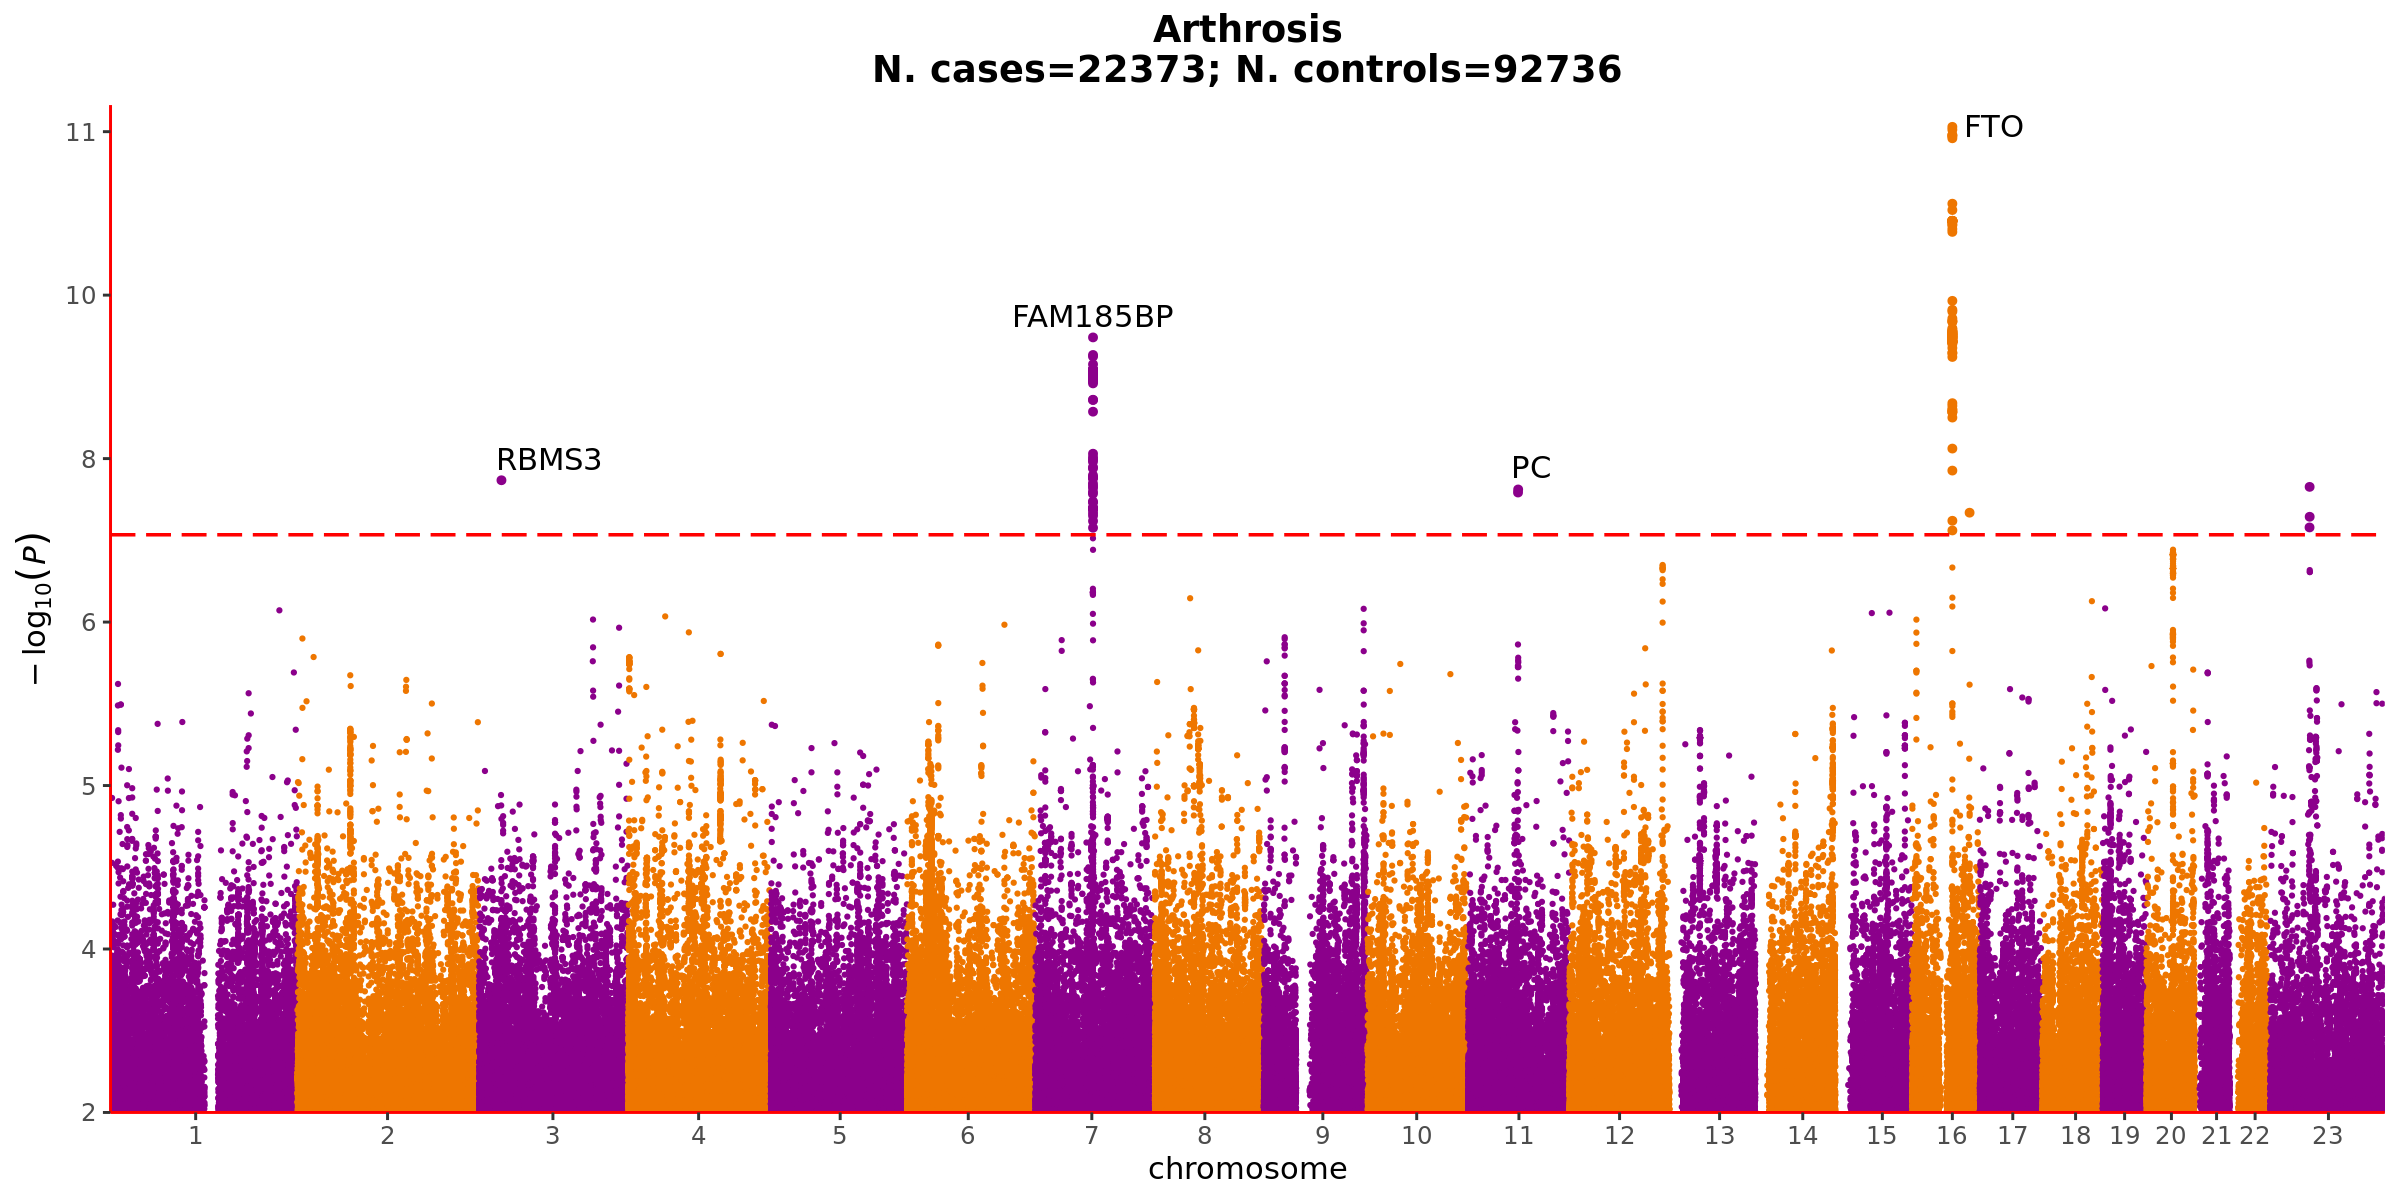 Arthrosis
N. cases=22373; N. controls=92736
11
10
8
6
5
4
2
− log10(P)
FTO
FAM185BP
RBMS3
PC
1 2 3 4 5 6 7 8 9 10 11 12 13 14 15 16 17 18 19 20 21 22 23
chromosome